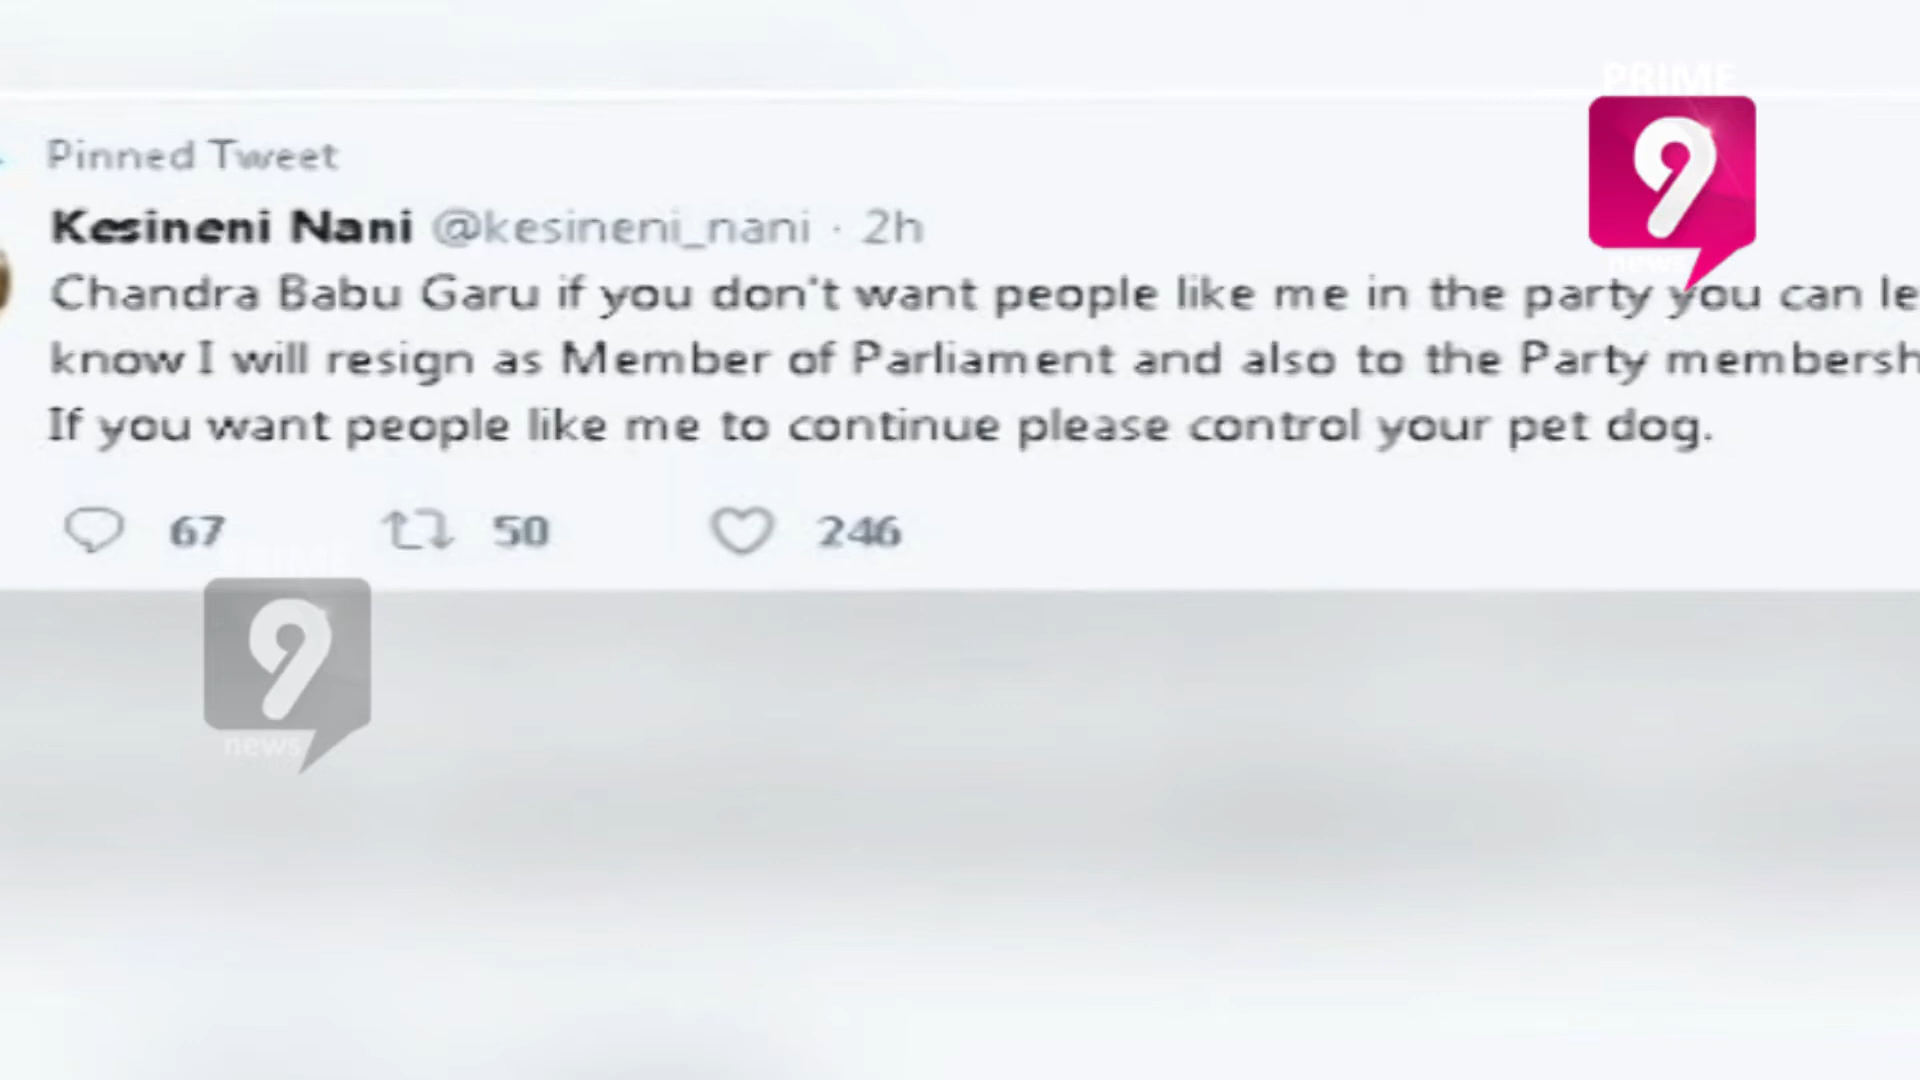 PRIME
9
news
Pinned Tweet
Kesineni Nani @kesineni_nani · 2h
Chandra Babu Garu if you don't want people like me in the party you can le
know I will resign as Member of Parliament and also to the Party membersh
If you want people like me to continue please control your pet dog.
67 50 246
PRIME
9
news